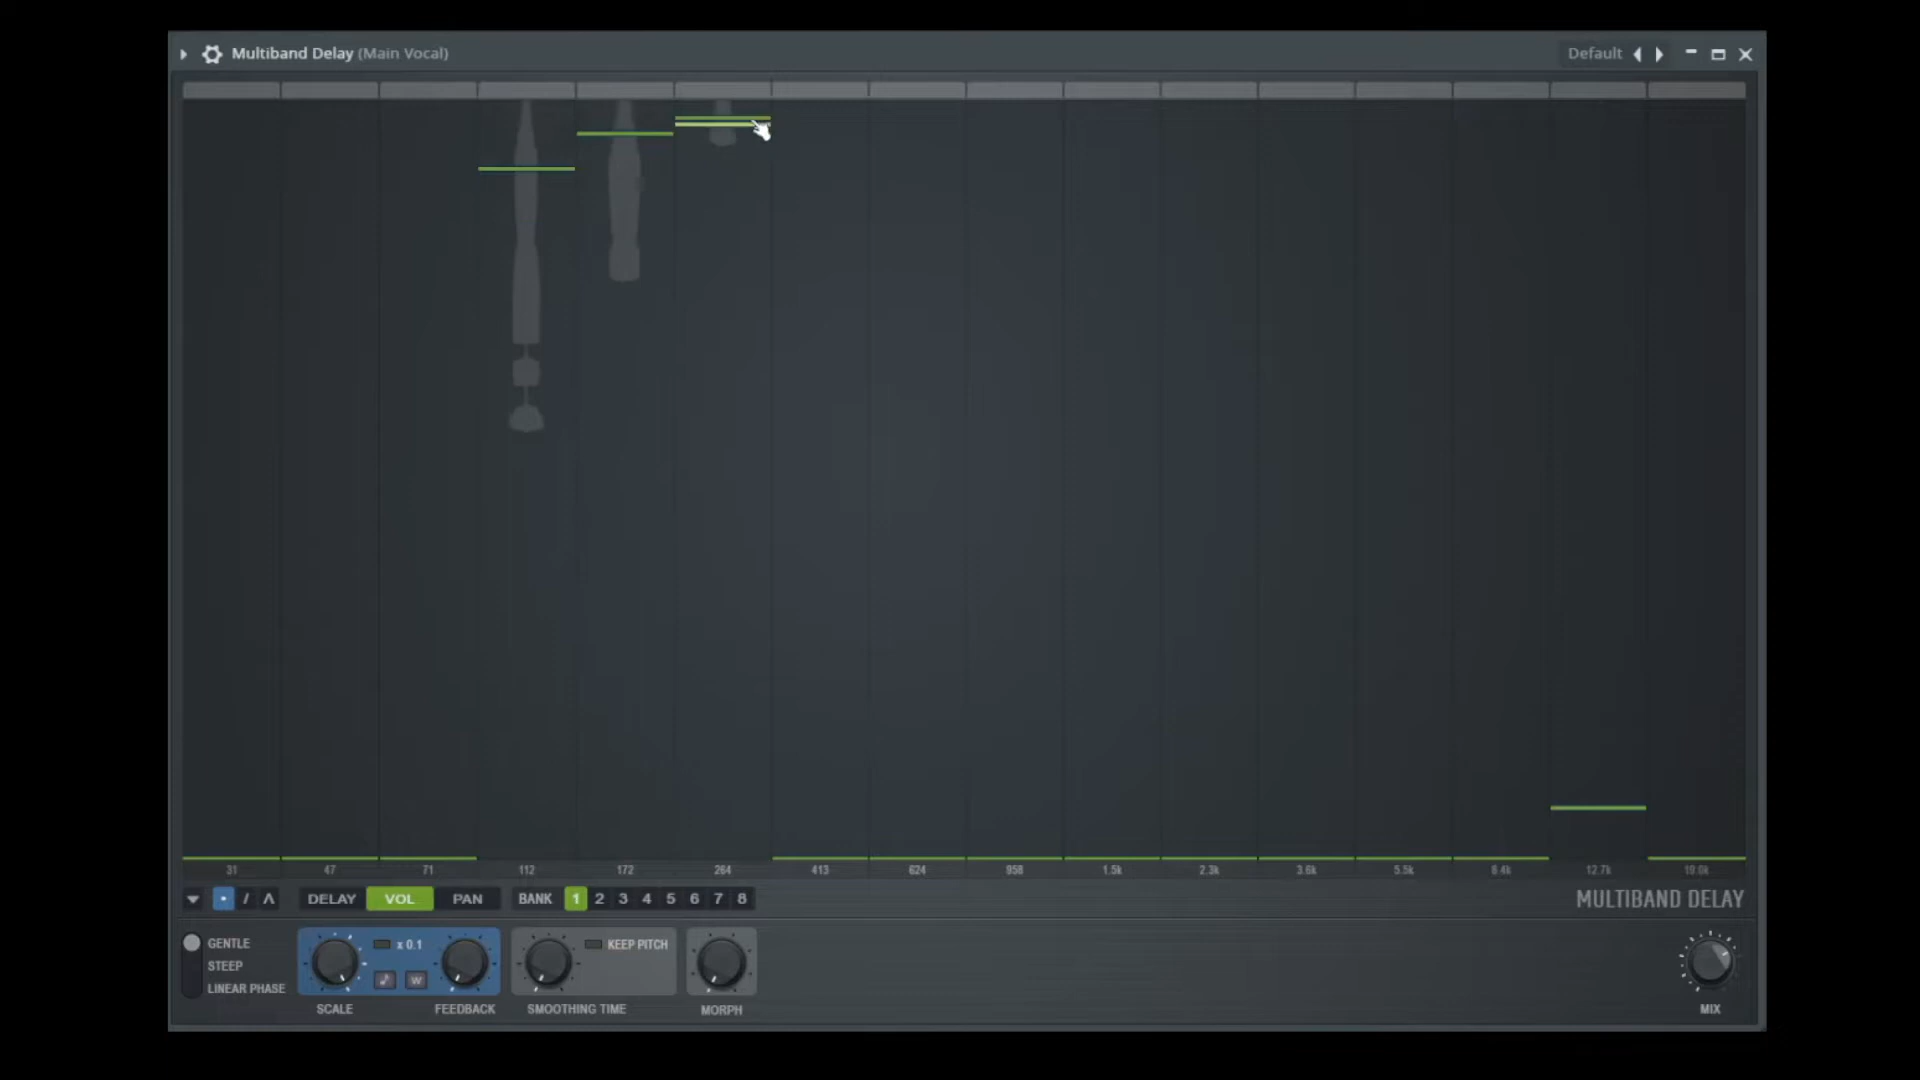 Multiband Delay (Main Vocal) Default
31 47 71 112 172 264 413 624 958 1.5k 2.3k 3.6k 5.5k 8.4k 12.7k 19.0k
DELAY VOL PAN BANK 1 2 3 4 5 6 7 8 MULTIBAND DELAY
GENTLE
STEEP
LINEAR PHASE
x 0.1
W
SCALE FEEDBACK
KEEP PITCH
SMOOTHING TIME
MORPH
MIX